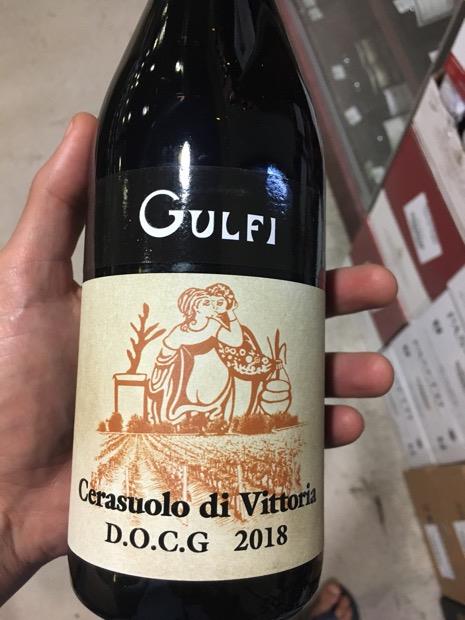 GULFI
Cerasuolo di Vittoria
D.O.C.G 2018